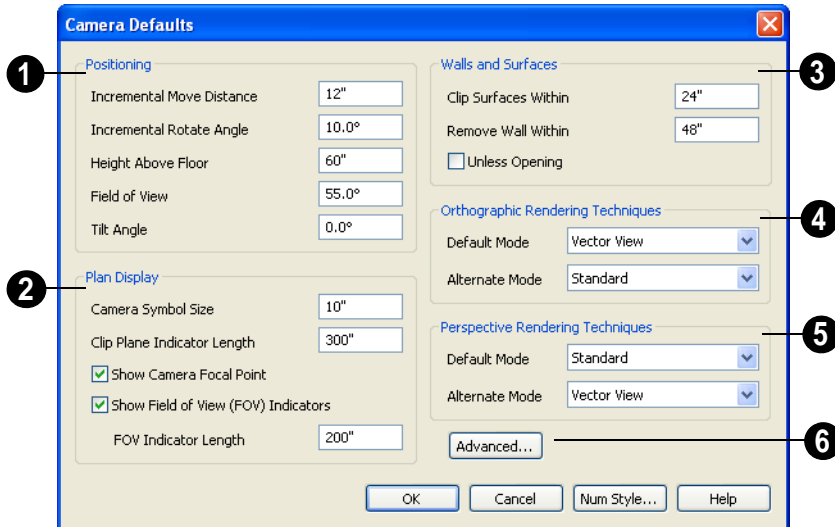 Camera Defaults
1
Positioning
Incremental Move Distance 12"
Incremental Rotate Angle 10.0°
Height Above Floor 60"
Field of View 55.0°
Tilt Angle 0.0°
2
Plan Display
Camera Symbol Size 10"
Clip Plane Indicator Length 300"
Show Camera Focal Point
Show Field of View (FOV) Indicators
FOV Indicator Length 200"
Walls and Surfaces
3
Clip Surfaces Within 24"
Remove Wall Within 48"
Unless Opening
Orthographic Rendering Techniques
4
Default Mode Vector View
Alternate Mode Standard
Perspective Rendering Techniques
5
Default Mode Standard
Alternate Mode Vector View
Advanced...
6
OK Cancel Num Style... Help